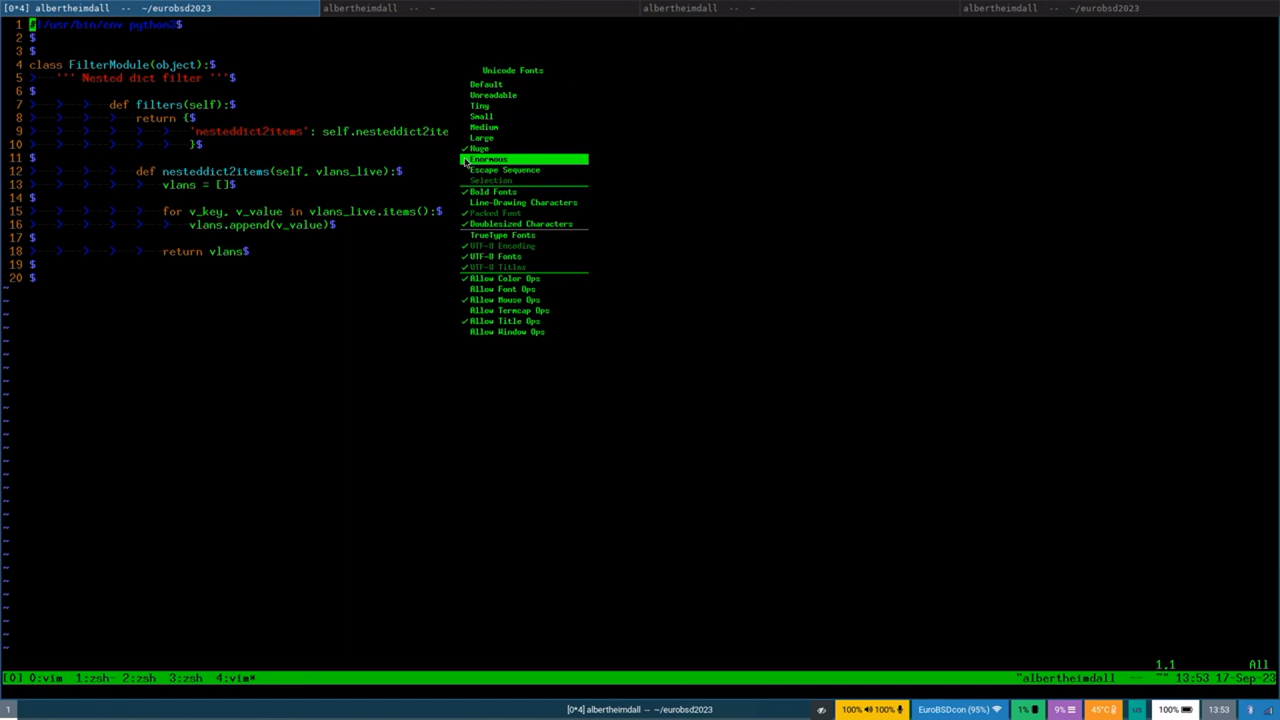 [0*4] albertheimdall -- ~/eurobsd2023
albertheimdall -- ~
albertheimdall -- ~
albertheimdall -- ~/eurobsd2023
1 #!/usr/bin/env python3$
2 $
3 $
4 class FilterModule(object):$
5 > ''' Nested dict filter '''$
6 $
7 > > > def filters(self):$
8 > > > > return {$
9 > > > > > > 'nesteddict2items': self.nesteddict2ite
10 > > > > > > }$
11 $
12 > > > > def nesteddict2items(self, vlans_live):$
13 > > > > > vlans = []$
14 $
15 > > > > > for v_key, v_value in vlans_live.items():$
16 > > > > > > vlans.append(v_value)$
17 $
18 > > > > > return vlans$
19 $
20 $
Unicode Fonts
Default
Unreadable
Tiny
Small
Medium
Large
✓Huge
Enormous
Escape Sequence
Selection
✓Bold Fonts
Line-Drawing Characters
✓Packed Font
✓Doublesized Characters
TrueType Fonts
✓UTF-8 Encoding
✓UTF-8 Fonts
✓UTF-8 Titles
✓Allow Color Ops
Allow Font Ops
✓Allow Mouse Ops
Allow Termcap Ops
✓Allow Title Ops
Allow Window Ops
1,1 All
[0] 0:vim 1:zsh- 2:zsh 3:zsh 4:vim*
"albertheimdall -- ~" 13:53 17-Sep-23
1
[0*4] albertheimdall -- ~/eurobsd2023
100% 100%
EuroBSDcon (95%)
1%
9%
45°C
us
100%
13:53